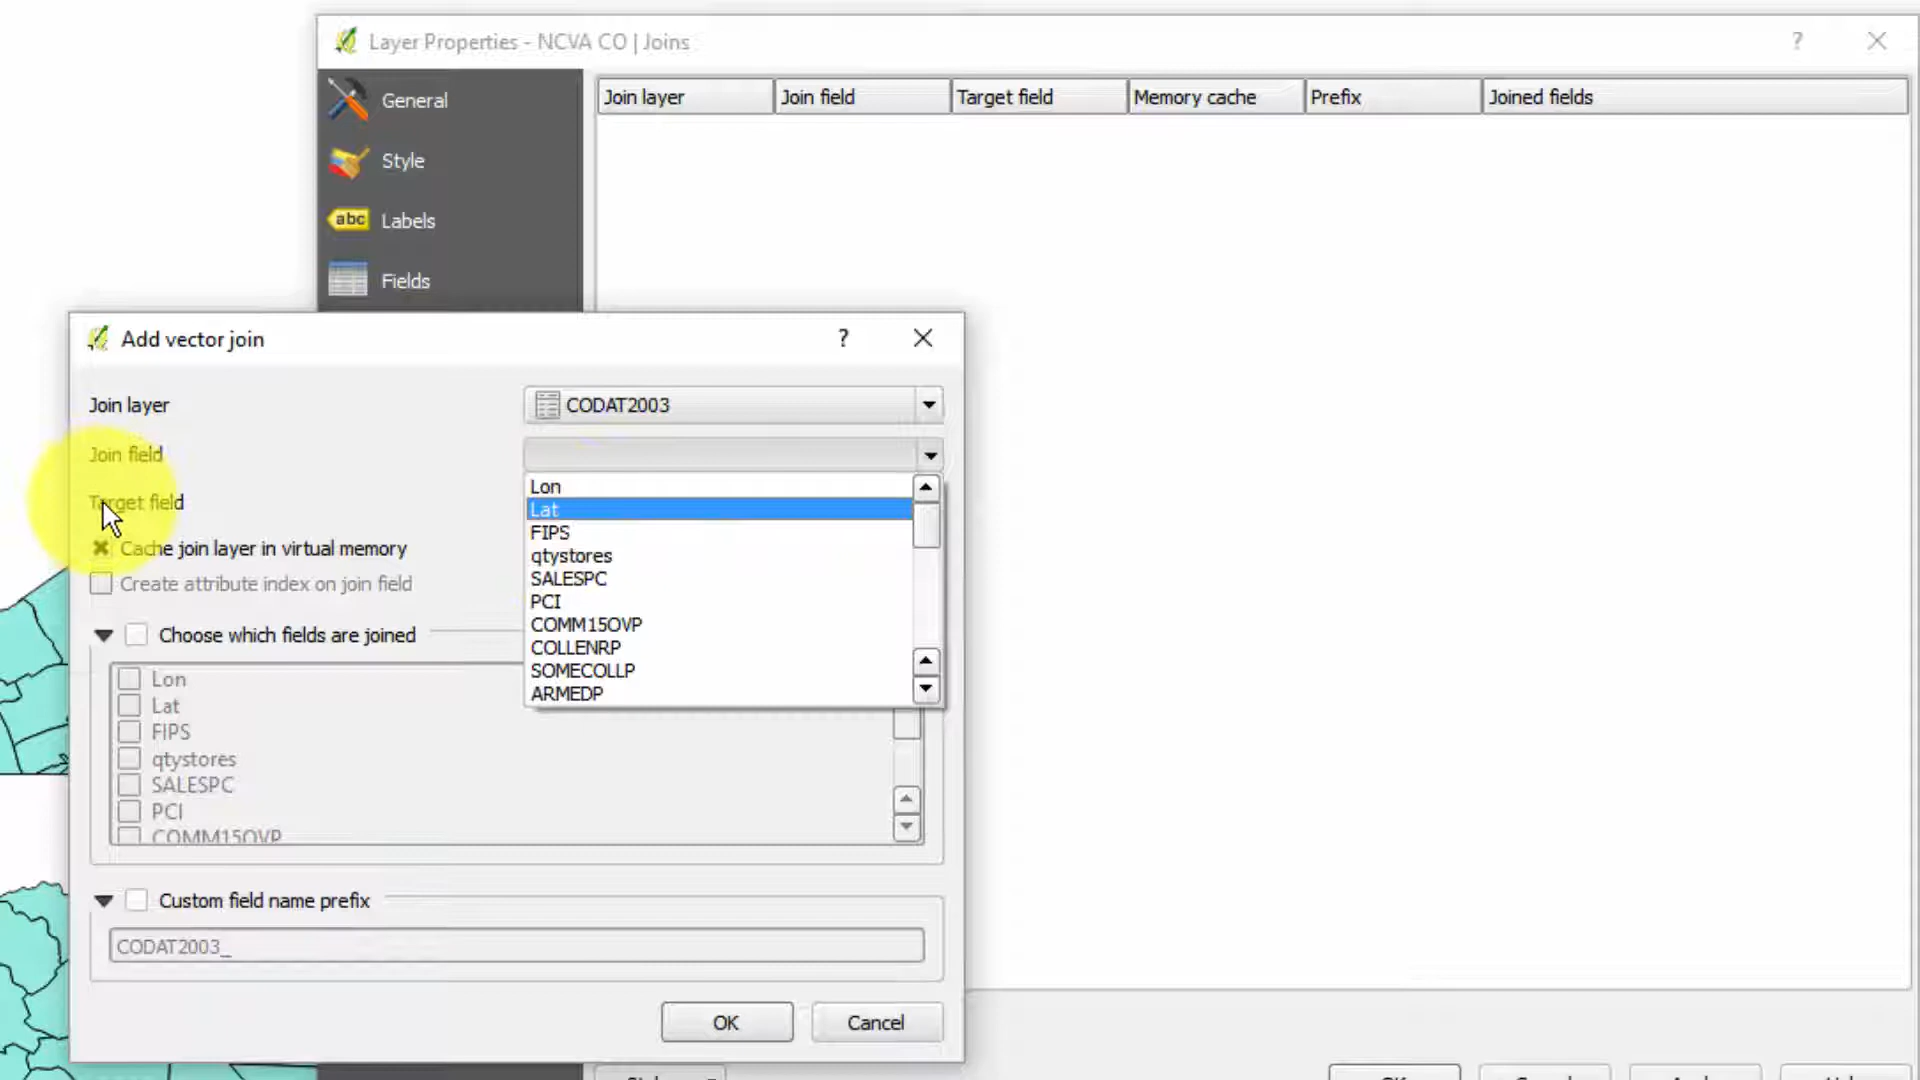 Layer Properties - NCVA CO | Joins
?
General
Style
abc Labels
Fields
Join layer Join field Target field Memory cache Prefix Joined fields
Add vector join
?
Join layer
CODAT2003
Join field
Target field
Cache join layer in virtual memory
Create attribute index on join field
Lon
Lat
FIPS
qtystores
SALESPC
PCI
COMM15OVP
COLLENRP
SOMECOLLP
ARMEDP
Choose which fields are joined
Lon
Lat
FIPS
qtystores
SALESPC
PCI
COMM15OVP
Custom field name prefix
CODAT2003_
OK Cancel